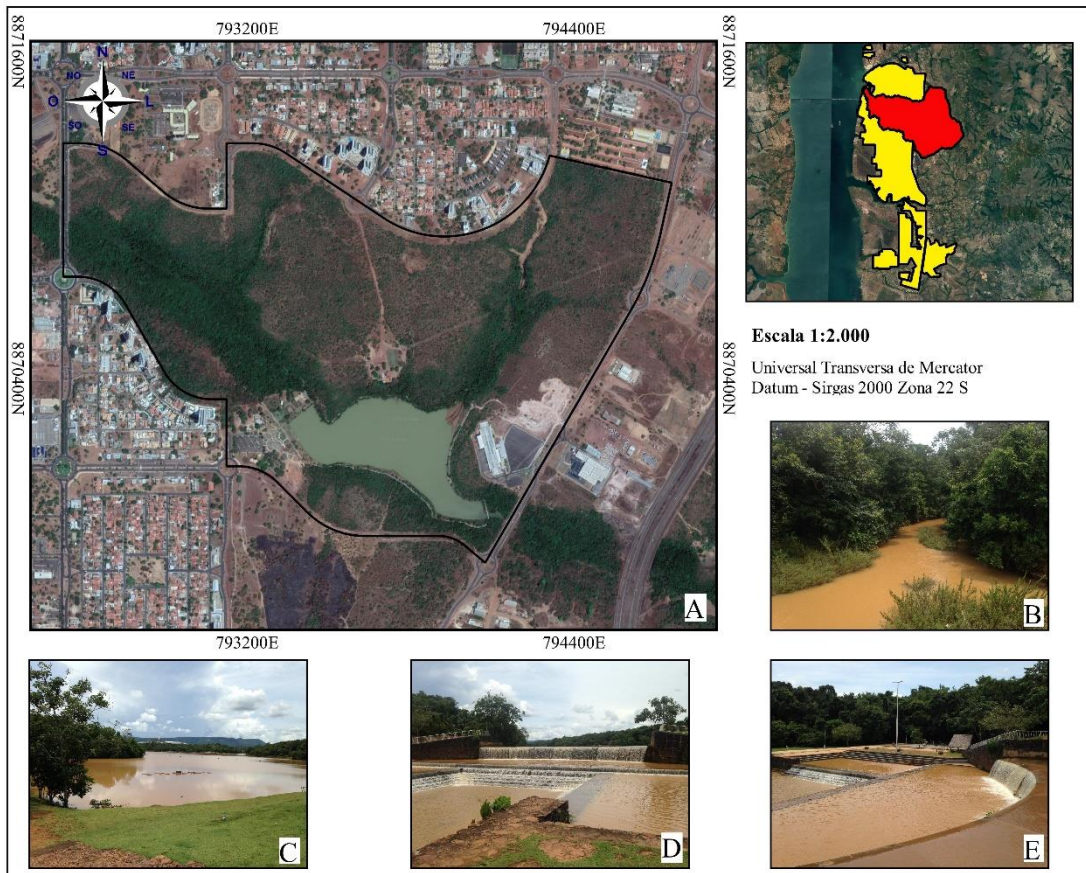 793200E 794400E
8871600N
8871600N
N
NO NE
O L
SO SE
S
8870400N
8870400N
A
793200E 794400E
Escala 1:2.000
Universal Transversa de Mercator
Datum - Sirgas 2000 Zona 22 S
B
C
D
E